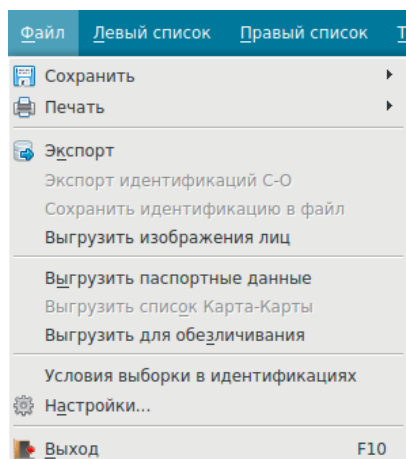 Файл Левый список Правый список Т
Сохранить
Печать
Экспорт
Экспорт идентификаций С-О
Сохранить идентификацию в файл
Выгрузить изображения лиц
Выгрузить паспортные данные
Выгрузить список Карта-Карты
Выгрузить для обезличивания
Условия выборки в идентификациях
Настройки...
Выход F10